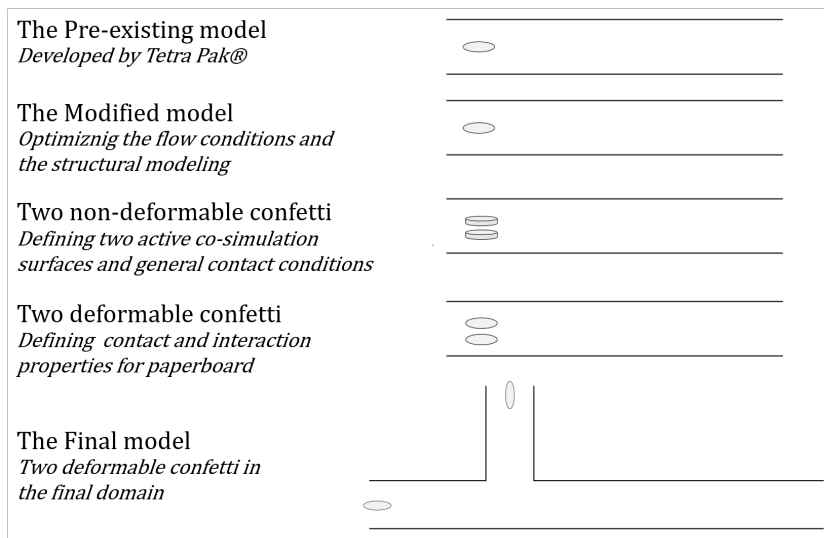 The Pre-existing model
Developed by Tetra Pak®
The Modified model
Optimiznig the flow conditions and
the structural modeling
Two non-deformable confetti
Defining two active co-simulation
surfaces and general contact conditions
Two deformable confetti
Defining contact and interaction
properties for paperboard
The Final model
Two deformable confetti in
the final domain